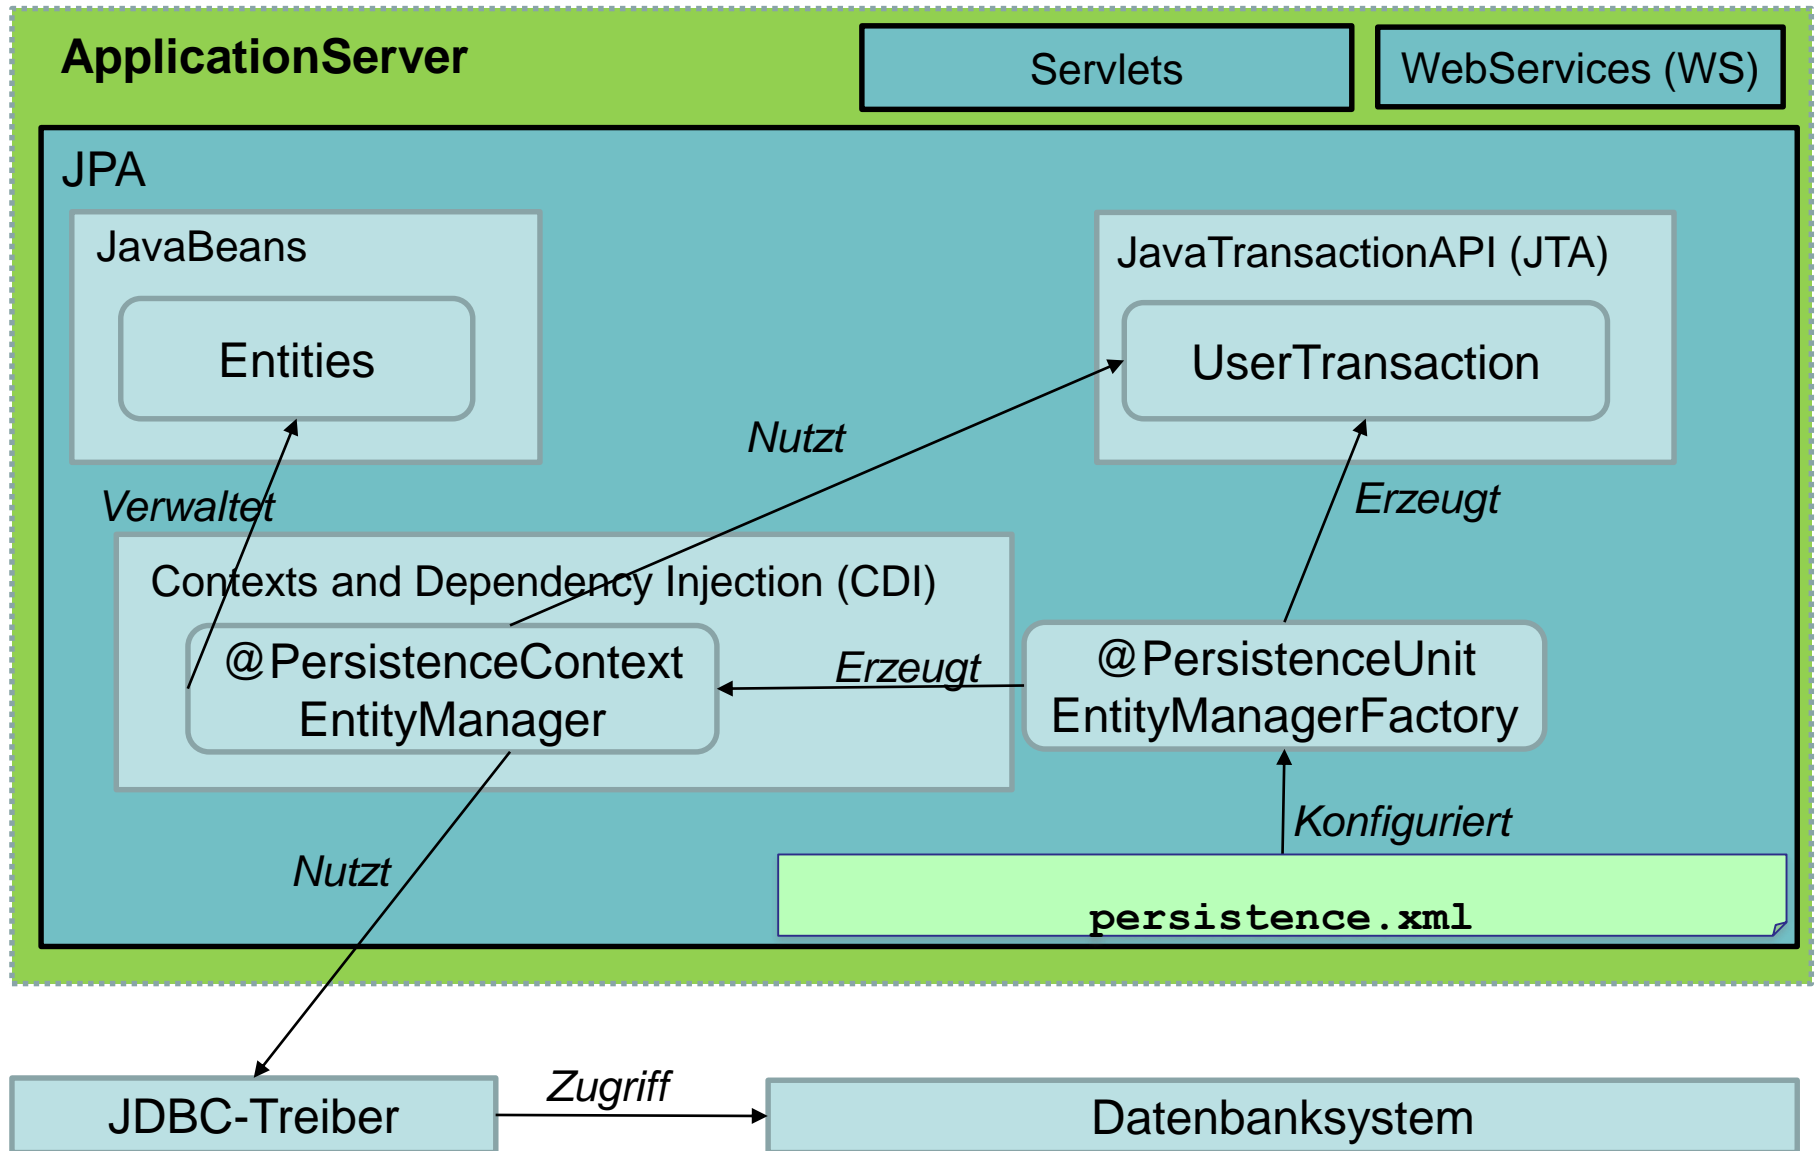 ApplicationServer
Servlets
WebServices (WS)
JPA
JavaBeans
JavaTransactionAPI (JTA)
Entities
UserTransaction
Nutzt
Verwaltet
Erzeugt
Contexts and Dependency Injection (CDI)
@PersistenceContext
EntityManager
Erzeugt
@PersistenceUnit
EntityManagerFactory
Konfiguriert
Nutzt
persistence.xml
Zugriff
JDBC-Treiber
Datenbanksystem